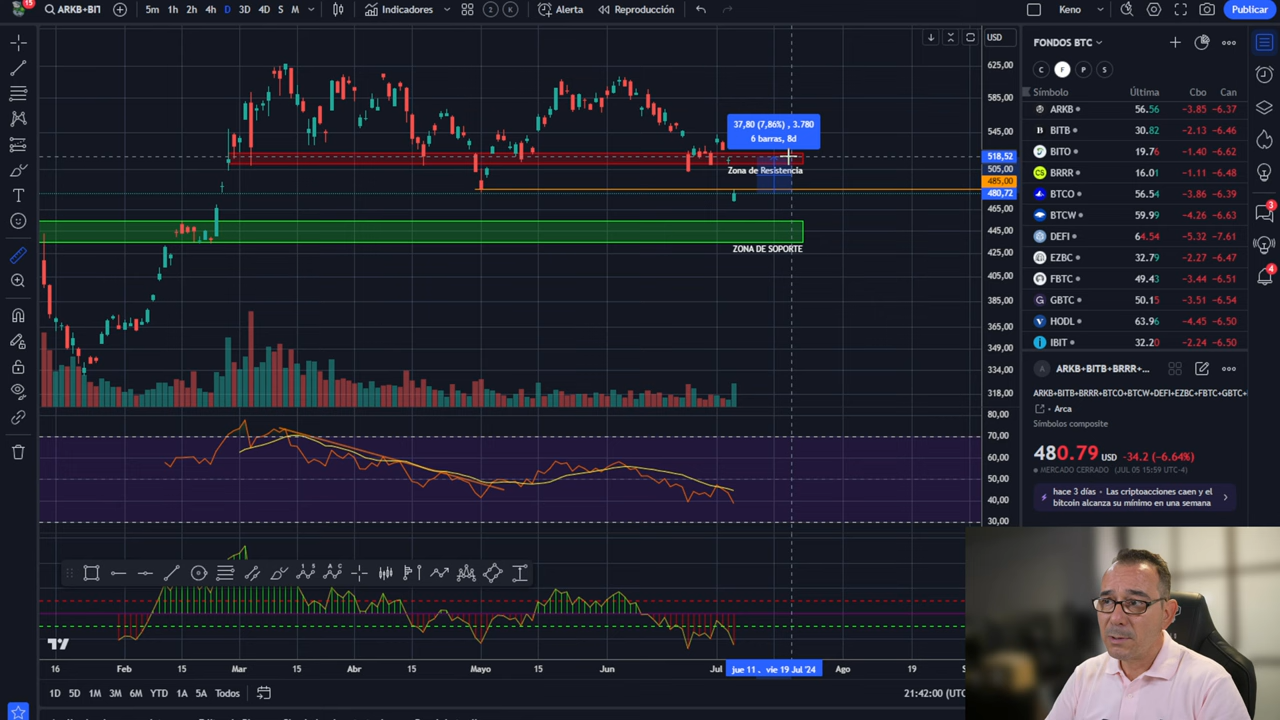 15
ARKB+ВП
5m 1h 2h 4h D 3D 4D S M
Indicadores
2 K
Alerta
Reproducción
Keno
Publicar
USD
625,00
585,00
545,00
518,52
505,00
485,00
480,72
465,00
445,00
425,00
405,00
385,00
365,00
349,00
334,00
318,00
80,00
70,00
60,00
50,00
40,00
30,00
37,80 (7,86%) , 3.780
6 barras, 8d
Zona de Resistencia
ZONA DE SOPORTE
16 Feb 15 Mar 15 Abr 15 Mayo 15 Jun 15 Jul jue 11 . vie 19 Jul '24 Ago 19
1D 5D 1M 3M 6M YTD 1A 5A Todos
21:42:00 (UTC
FONDOS BTC
C F P S
Símbolo Última Cbo Can
ARKB 56.56 −3.85 −6.37
BITB 30.82 −2.13 −6.46
BITO 19.76 −1.40 −6.62
BRRR 16.01 −1.11 −6.48
BTCO 56.54 −3.86 −6.39
BTCW 59.99 −4.26 −6.63
DEFI 64.54 −5.32 −7.61
EZBC 32.79 −2.27 −6.47
FBTC 49.43 −3.44 −6.51
GBTC 50.15 −3.51 −6.54
HODL 63.96 −4.45 −6.50
IBIT 32.20 −2.24 −6.50
A ARKB+BITB+BRRR+...
ARKB+BITB+BRRR+BTCO+BTCW+DEFI+EZBC+FBTC+GBTC+
Arca
Símbolos composite
480.79 USD −34.2 (−6.64%)
MERCADO CERRADO (JUL 05 15:59 UTC-4)
hace 3 días • Las criptoacciones caen y el
bitcoin alcanza su mínimo en una semana
3
4